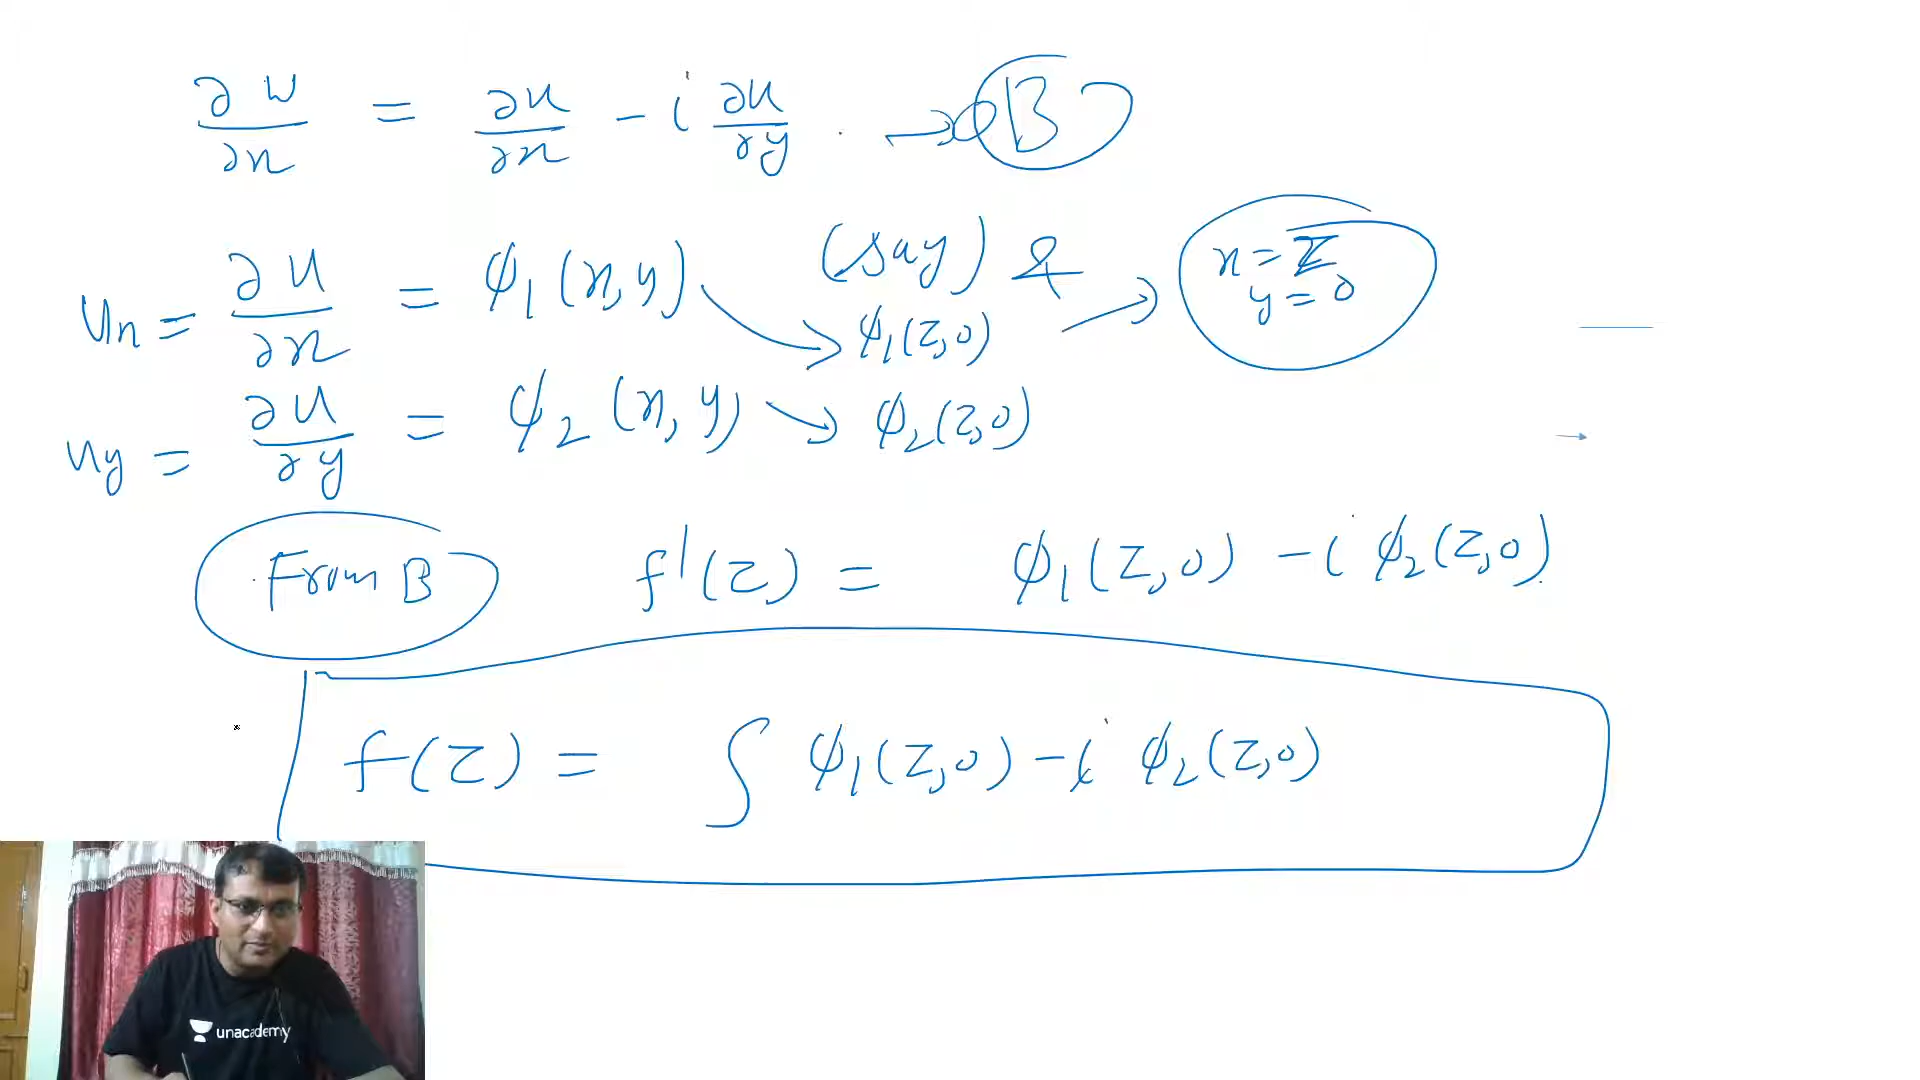 ∂w/∂x = ∂u/∂x - i ∂u/∂y . → B
ux = ∂u/∂x = ϕ1(x,y) (say) &
→ ϕ1(z,0) → x = z
y = 0
uy = ∂u/∂y = ϕ2(x,y) → ϕ2(z,0)
From B f'(z) = ϕ1(z,0) - i ϕ2(z,0)
f(z) = ∫ ϕ1(z,0) - i ϕ2(z,0)
unacademy